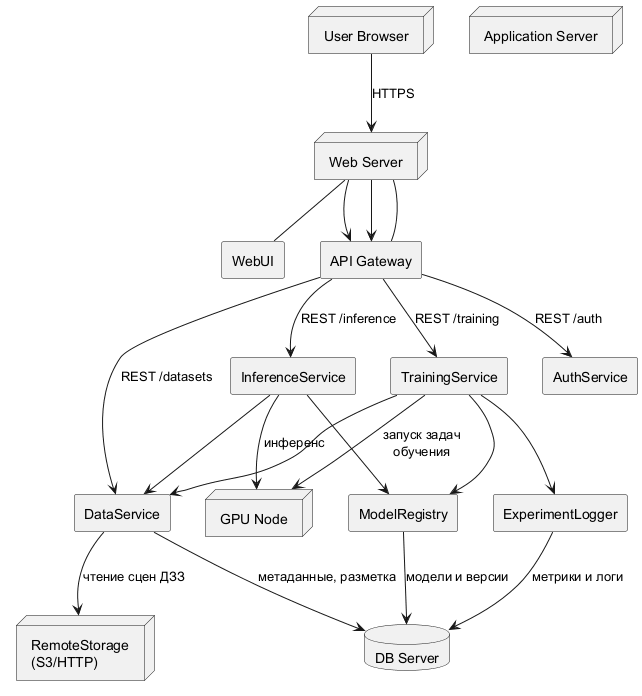 User Browser
Application Server
HTTPS
Web Server
WebUI
API Gateway
REST /datasets
REST /inference
REST /training
REST /auth
InferenceService
TrainingService
AuthService
инференс
запуск задач
обучения
DataService
GPU Node
ModelRegistry
ExperimentLogger
чтение сцен ДЗЗ
метаданные, разметка
модели и версии
метрики и логи
RemoteStorage
(S3/HTTP)
DB Server